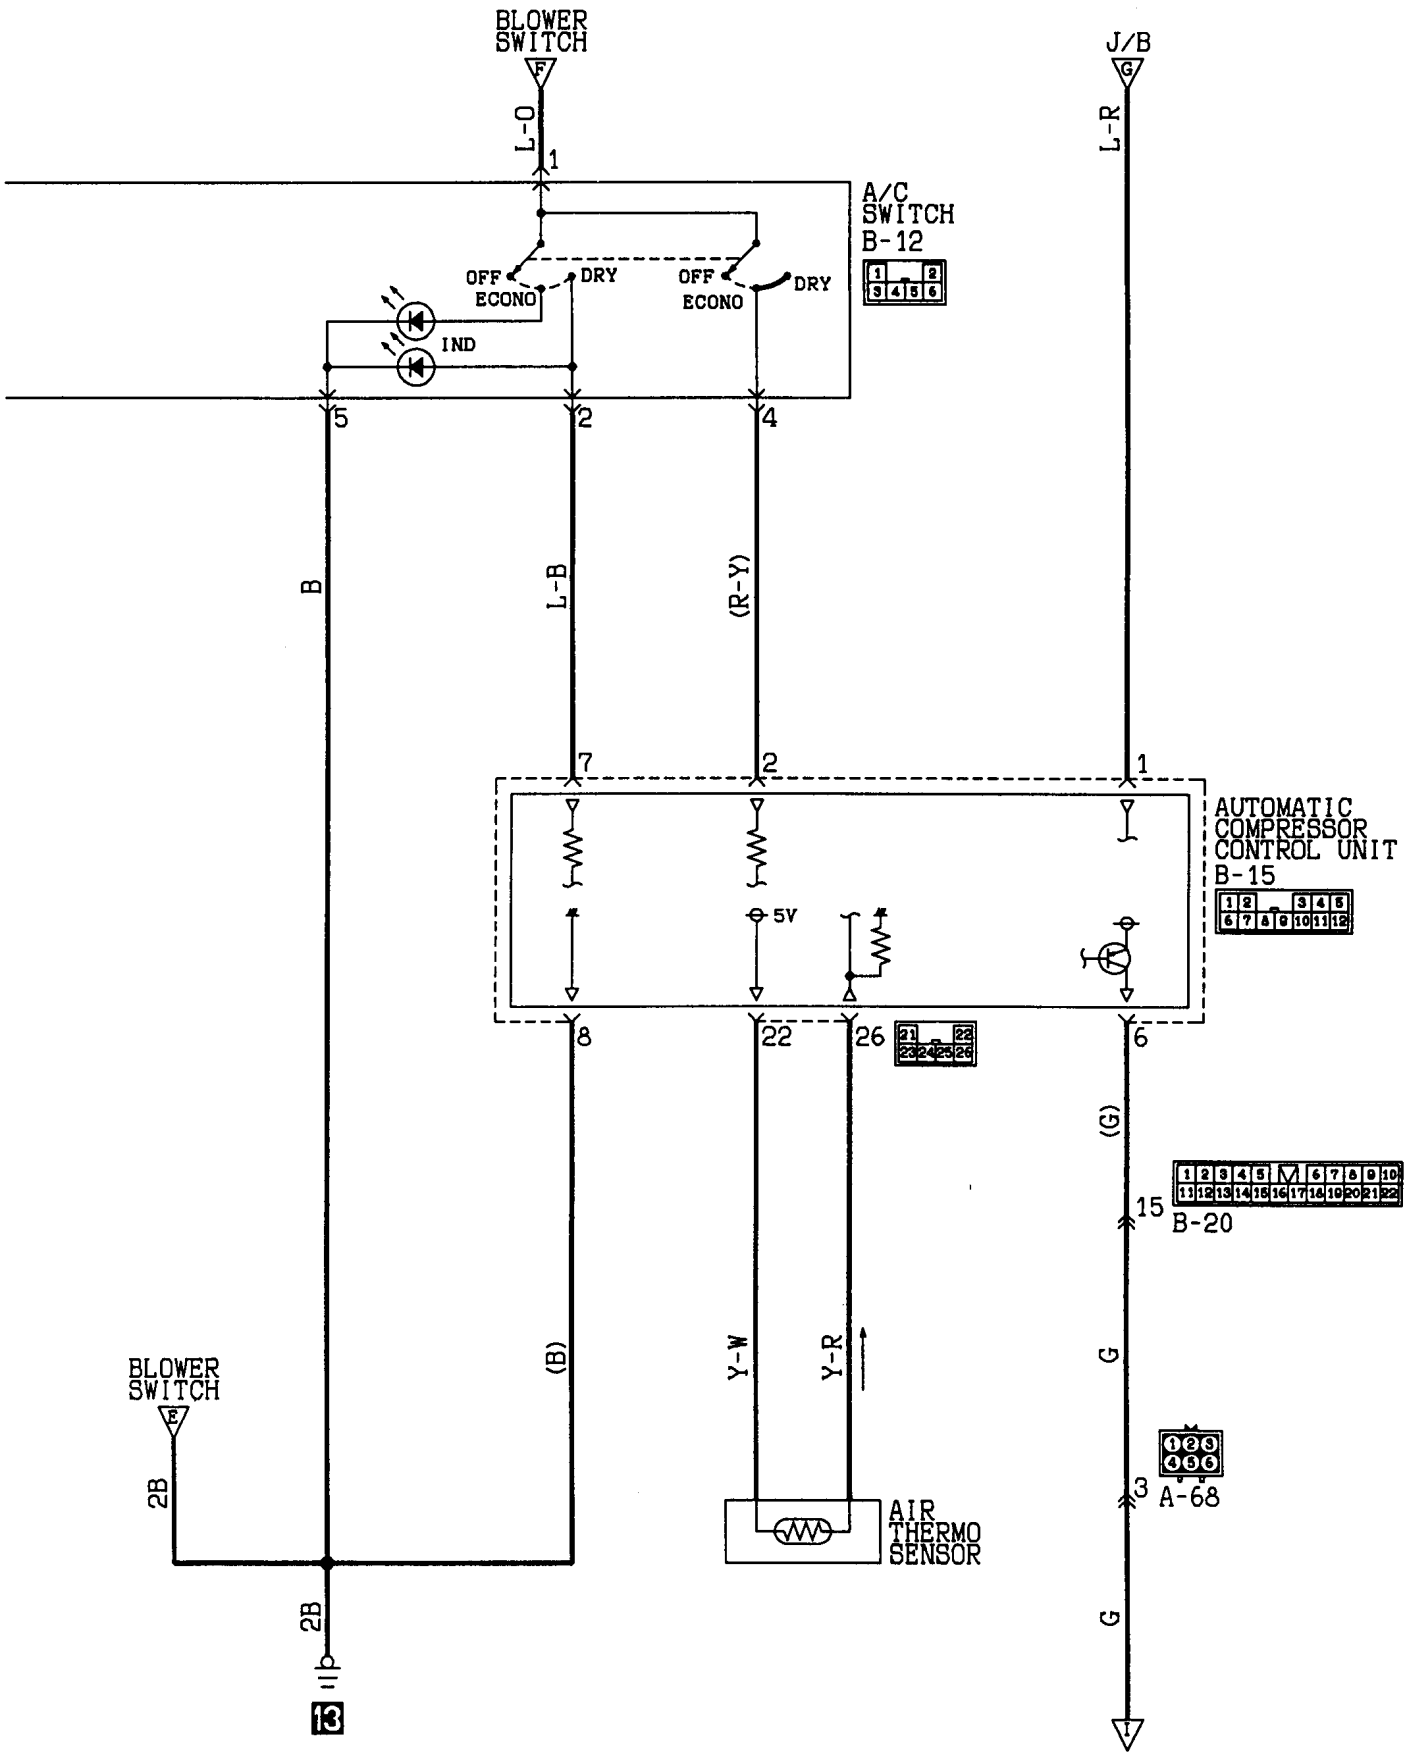 BLOWER
SWITCH
F
J/B
G
L-O
L-R
1
A/C
SWITCH
B-12
1 2
3 4 5 6
OFF
DRY
ECONO
OFF
DRY
ECONO
IND
5
2
4
B
L-B
(R-Y)
7
2
1
AUTOMATIC
COMPRESSOR
CONTROL UNIT
B-15
1 2 3 4 5
6 7 8 9 10 11 12
5V
8
22
26
21 22
23 24 25 26
6
(G)
1 2 3 4 5 6 7 8 9 10
11 12 13 14 15 16 17 18 19 20 21 22
15
B-20
(B)
Y-W
Y-R
G
BLOWER
SWITCH
E
1 2 3
4 5 6
3
A-68
2B
AIR
THERMO
SENSOR
2B
G
13
I